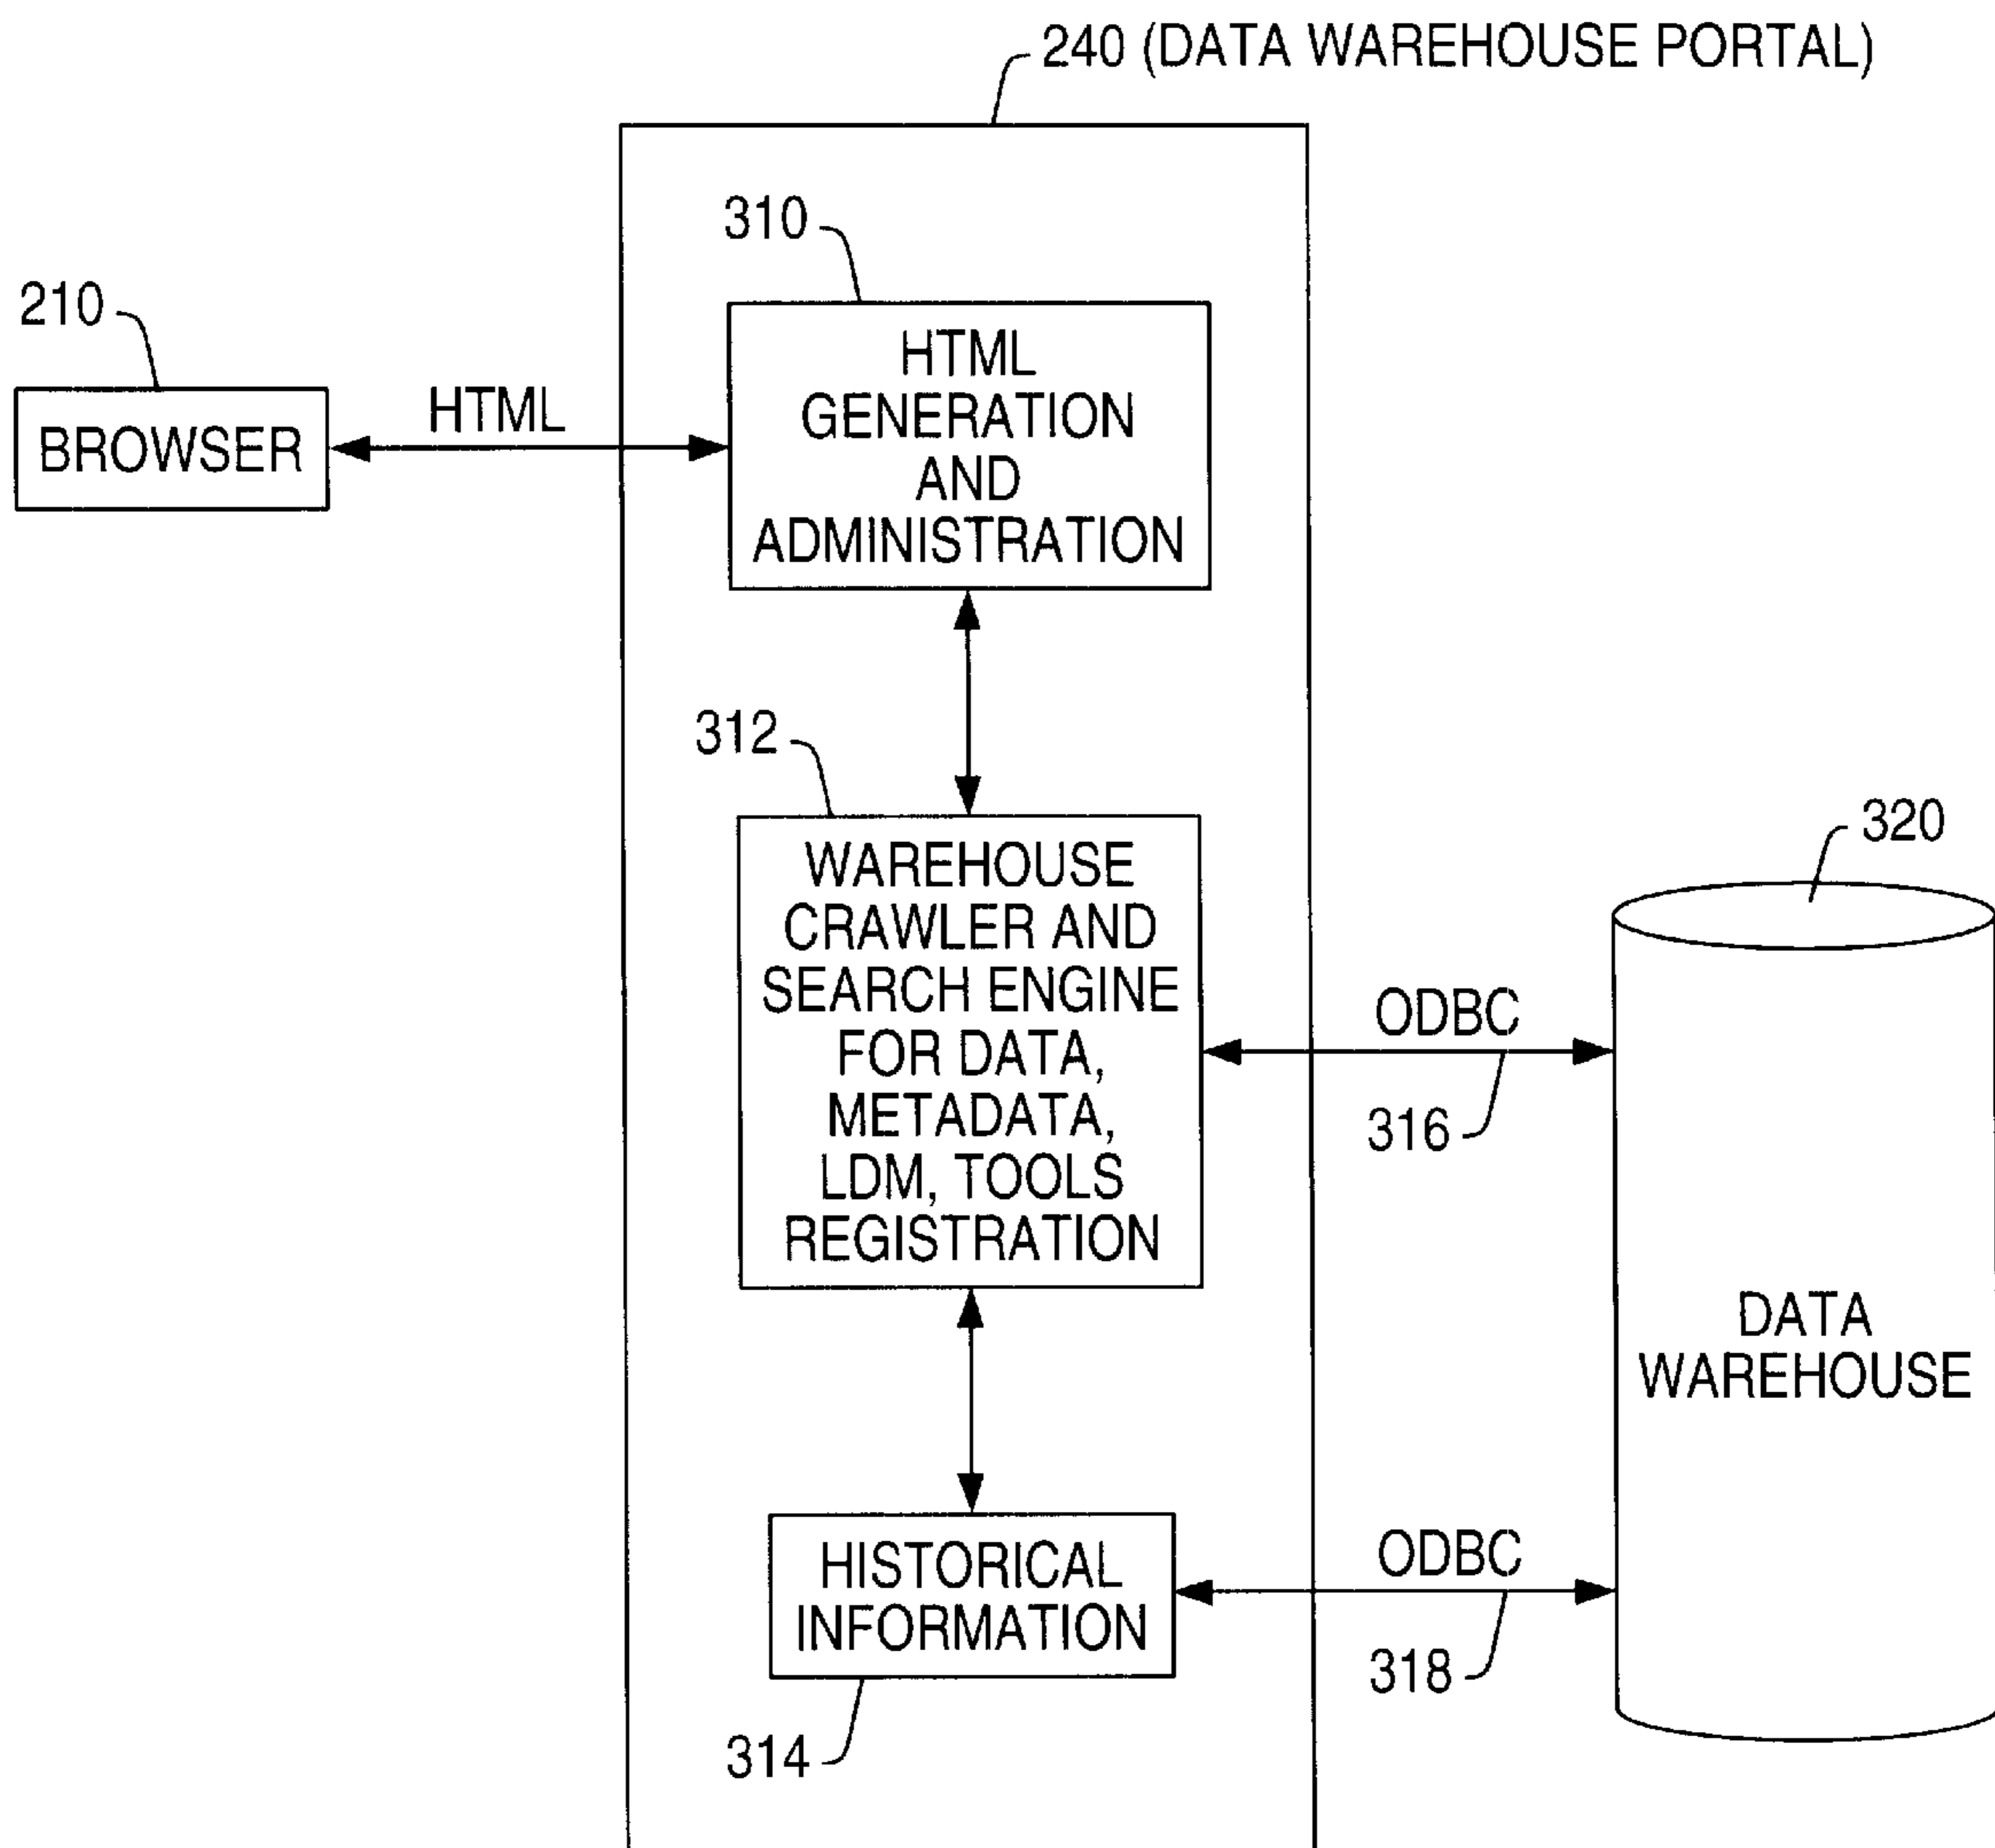 240 (DATA WAREHOUSE PORTAL)
310
210
HTML
GENERATION
AND
ADMINISTRATION
HTML
BROWSER
312
WAREHOUSE
CRAWLER AND
SEARCH ENGINE
FOR DATA,
METADATA,
LDM, TOOLS
REGISTRATION
320
ODBC
316
DATA
WAREHOUSE
HISTORICAL
INFORMATION
ODBC
318
314